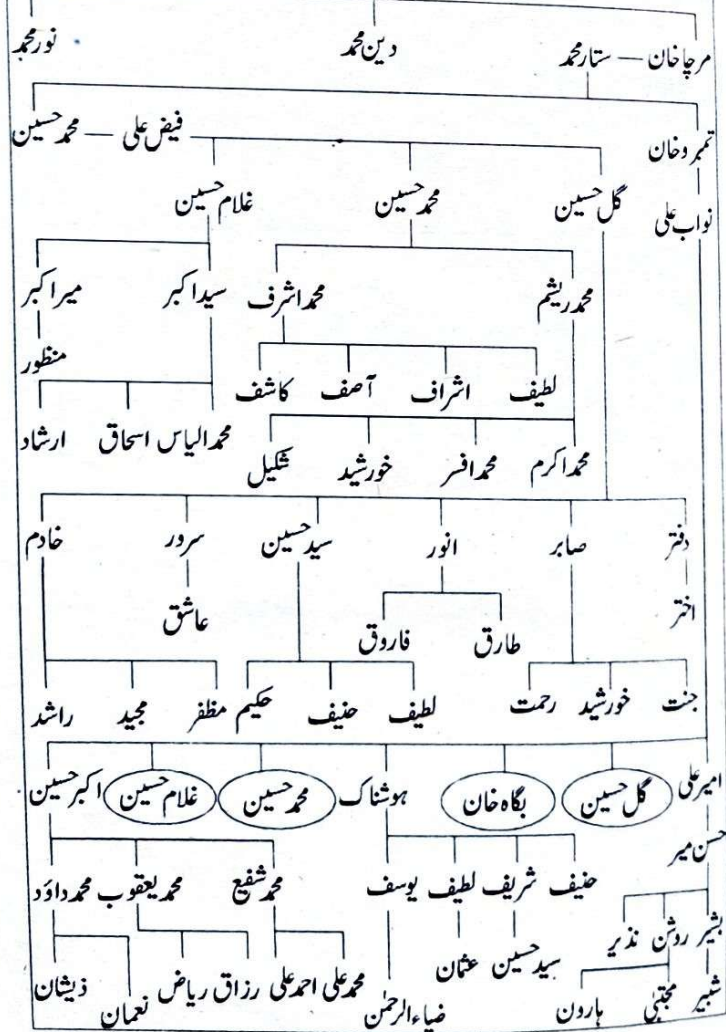 مرچاخان — ستار محمد دین محمد نور محمد
تمبروخان فیض علی — محمد حسین
نواب علی گل حسین محمد حسین غلام حسین
محمد ریشم محمد اشرف سید اکبر میر اکبر
منظور
لطیف اشراف آصف کاشف
محمد الیاس اسحاق ارشاد
محمد اکرم محمد افسر خورشید شکیل
دفتر صابر انور سید حسین سرور خادم
اختر طارق فاروق عاشق
جنت خورشید رحمت لطیف حنیف حکیم مظفر مجید راشد
امیر علی گل حسین بگاہ خان ہوشناک محمد حسین غلام حسین اکبر حسین
حسن میر
حنیف شریف لطیف یوسف محمد شفیع محمد یعقوب محمد داؤد
بشیر روشن نذیر
سید حسین عثمان محمد علی احمد علی رزاق ریاض ذیشان
شبیر مجتبیٰ ہارون ضیاء الرحمٰن نعمان